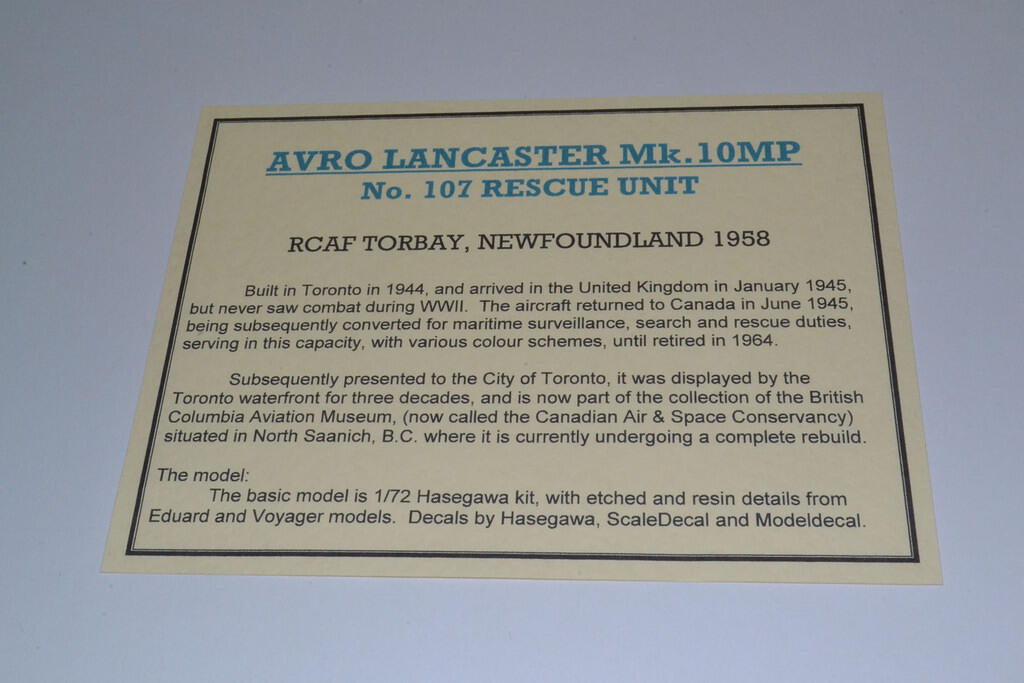 AVRO LANCASTER Mk.10MP
No. 107 RESCUE UNIT
RCAF TORBAY, NEWFOUNDLAND 1958
Built in Toronto in 1944, and arrived in the United Kingdom in January 1945,
but never saw combat during WWII. The aircraft returned to Canada in June 1945,
being subsequently converted for maritime surveillance, search and rescue duties,
serving in this capacity, with various colour schemes, until retired in 1964.
Subsequently presented to the City of Toronto, it was displayed by the
Toronto waterfront for three decades, and is now part of the collection of the British
Columbia Aviation Museum, (now called the Canadian Air & Space Conservancy)
situated in North Saanich, B.C. where it is currently undergoing a complete rebuild.
The model:
The basic model is 1/72 Hasegawa kit, with etched and resin details from
Eduard and Voyager models. Decals by Hasegawa, ScaleDecal and Modeldecal.